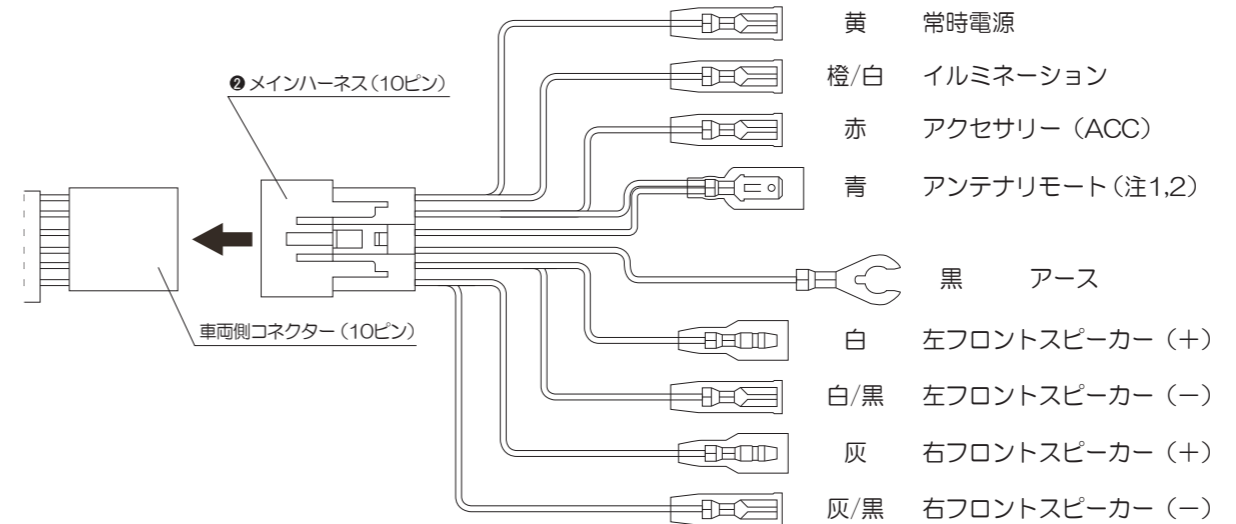 黄 常時電源
橙/白 イルミネーション
❷メインハーネス(10ピン)
赤 アクセサリー(ACC)
青 アンテナリモート(注1,2)
黒 アース
車両側コネクター(10ピン)
白 左フロントスピーカー(+)
白/黒 左フロントスピーカー(−)
灰 右フロントスピーカー(+)
灰/黒 右フロントスピーカー(−)